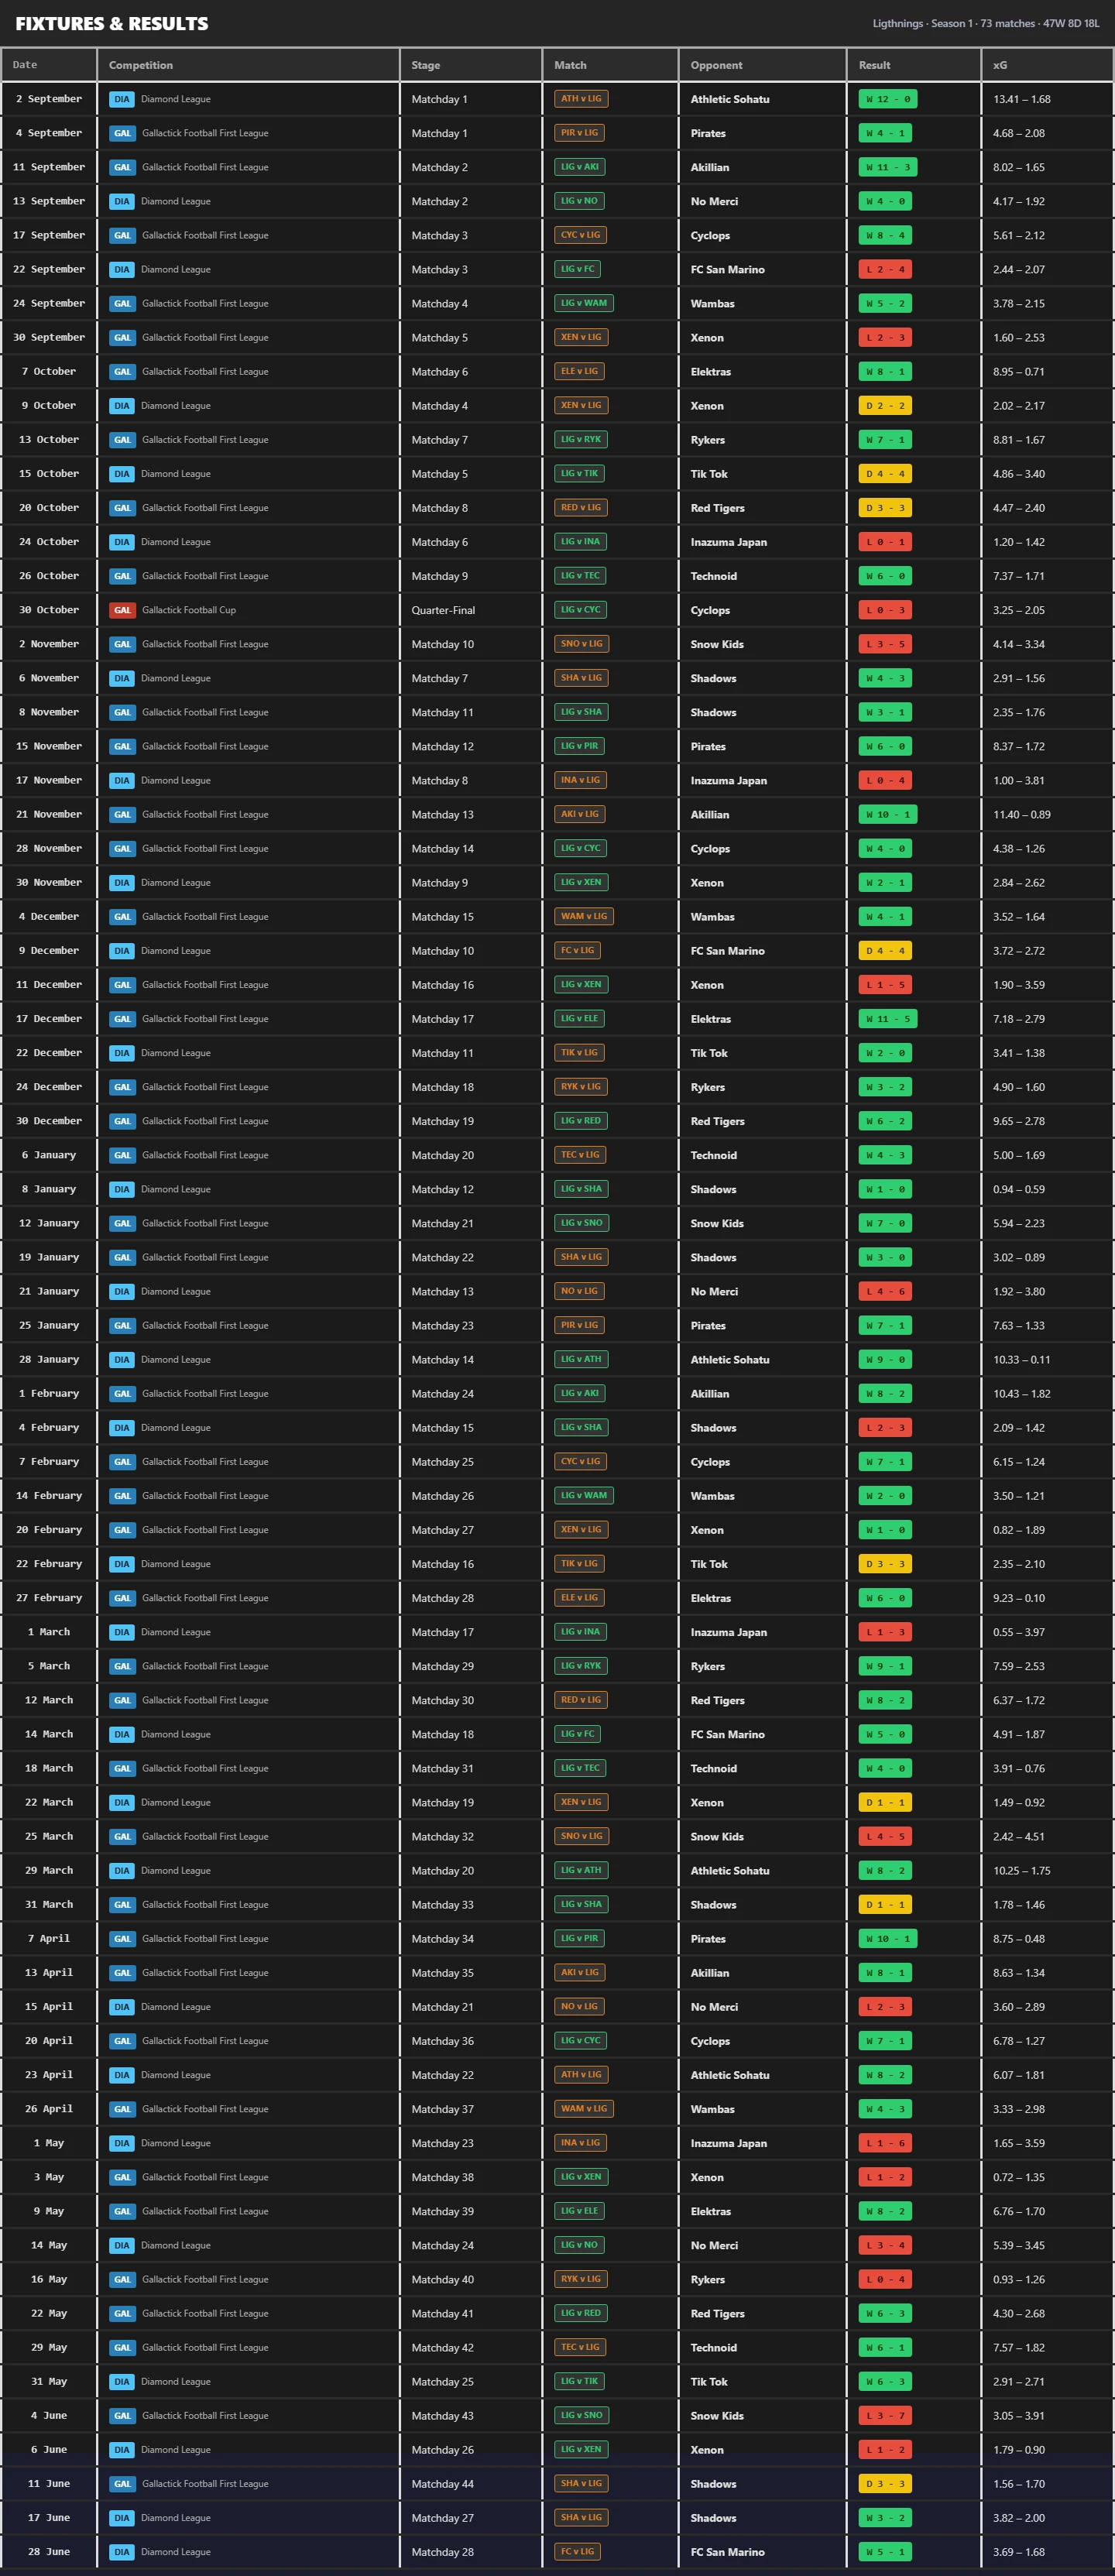 FIXTURES & RESULTS
Ligthnings · Season 1 · 73 matches · 47W 8D 18L
Date Competition Stage Match Opponent Result xG
2 September DIA Diamond League Matchday 1 ATH v LIG Athletic Sohatu W 12 - 0 13.41 – 1.68
4 September GAL Gallactick Football First League Matchday 1 PIR v LIG Pirates W 4 - 1 4.68 – 2.08
11 September GAL Gallactick Football First League Matchday 2 LIG v AKI Akillian W 11 - 3 8.02 – 1.65
13 September DIA Diamond League Matchday 2 LIG v NO No Merci W 4 - 0 4.17 – 1.92
17 September GAL Gallactick Football First League Matchday 3 CYC v LIG Cyclops W 8 - 4 5.61 – 2.12
22 September DIA Diamond League Matchday 3 LIG v FC FC San Marino L 2 - 4 2.44 – 2.07
24 September GAL Gallactick Football First League Matchday 4 LIG v WAM Wambas W 5 - 2 3.78 – 2.15
30 September GAL Gallactick Football First League Matchday 5 XEN v LIG Xenon L 2 - 3 1.60 – 2.53
7 October GAL Gallactick Football First League Matchday 6 ELE v LIG Elektras W 8 - 1 8.95 – 0.71
9 October DIA Diamond League Matchday 4 XEN v LIG Xenon D 2 - 2 2.02 – 2.17
13 October GAL Gallactick Football First League Matchday 7 LIG v RYK Rykers W 7 - 1 8.81 – 1.67
15 October DIA Diamond League Matchday 5 LIG v TIK Tik Tok D 4 - 4 4.86 – 3.40
20 October GAL Gallactick Football First League Matchday 8 RED v LIG Red Tigers D 3 - 3 4.47 – 2.40
24 October DIA Diamond League Matchday 6 LIG v INA Inazuma Japan L 0 - 1 1.20 – 1.42
26 October GAL Gallactick Football First League Matchday 9 LIG v TEC Technoid W 6 - 0 7.37 – 1.71
30 October GAL Gallactick Football Cup Quarter-Final LIG v CYC Cyclops L 0 - 3 3.25 – 2.05
2 November GAL Gallactick Football First League Matchday 10 SNO v LIG Snow Kids L 3 - 5 4.14 – 3.34
6 November DIA Diamond League Matchday 7 SHA v LIG Shadows W 4 - 3 2.91 – 1.56
8 November GAL Gallactick Football First League Matchday 11 LIG v SHA Shadows W 3 - 1 2.35 – 1.76
15 November GAL Gallactick Football First League Matchday 12 LIG v PIR Pirates W 6 - 0 8.37 – 1.72
17 November DIA Diamond League Matchday 8 INA v LIG Inazuma Japan L 0 - 4 1.00 – 3.81
21 November GAL Gallactick Football First League Matchday 13 AKI v LIG Akillian W 10 - 1 11.40 – 0.89
28 November GAL Gallactick Football First League Matchday 14 LIG v CYC Cyclops W 4 - 0 4.38 – 1.26
30 November DIA Diamond League Matchday 9 LIG v XEN Xenon W 2 - 1 2.84 – 2.62
4 December GAL Gallactick Football First League Matchday 15 WAM v LIG Wambas W 4 - 1 3.52 – 1.64
9 December DIA Diamond League Matchday 10 FC v LIG FC San Marino D 4 - 4 3.72 – 2.72
11 December GAL Gallactick Football First League Matchday 16 LIG v XEN Xenon L 1 - 5 1.90 – 3.59
17 December GAL Gallactick Football First League Matchday 17 LIG v ELE Elektras W 11 - 5 7.18 – 2.79
22 December DIA Diamond League Matchday 11 TIK v LIG Tik Tok W 2 - 0 3.41 – 1.38
24 December GAL Gallactick Football First League Matchday 18 RYK v LIG Rykers W 3 - 2 4.90 – 1.60
30 December GAL Gallactick Football First League Matchday 19 LIG v RED Red Tigers W 6 - 2 9.65 – 2.78
6 January GAL Gallactick Football First League Matchday 20 TEC v LIG Technoid W 4 - 3 5.00 – 1.69
8 January DIA Diamond League Matchday 12 LIG v SHA Shadows W 1 - 0 0.94 – 0.59
12 January GAL Gallactick Football First League Matchday 21 LIG v SNO Snow Kids W 7 - 0 5.94 – 2.23
19 January GAL Gallactick Football First League Matchday 22 SHA v LIG Shadows W 3 - 0 3.02 – 0.89
21 January DIA Diamond League Matchday 13 NO v LIG No Merci L 4 - 6 1.92 – 3.80
25 January GAL Gallactick Football First League Matchday 23 PIR v LIG Pirates W 7 - 1 7.63 – 1.33
28 January DIA Diamond League Matchday 14 LIG v ATH Athletic Sohatu W 9 - 0 10.33 – 0.11
1 February GAL Gallactick Football First League Matchday 24 LIG v AKI Akillian W 8 - 2 10.43 – 1.82
4 February DIA Diamond League Matchday 15 LIG v SHA Shadows L 2 - 3 2.09 – 1.42
7 February GAL Gallactick Football First League Matchday 25 CYC v LIG Cyclops W 7 - 1 6.15 – 1.24
14 February GAL Gallactick Football First League Matchday 26 LIG v WAM Wambas W 2 - 0 3.50 – 1.21
20 February GAL Gallactick Football First League Matchday 27 XEN v LIG Xenon W 1 - 0 0.82 – 1.89
22 February DIA Diamond League Matchday 16 TIK v LIG Tik Tok D 3 - 3 2.35 – 2.10
27 February GAL Gallactick Football First League Matchday 28 ELE v LIG Elektras W 6 - 0 9.23 – 0.10
1 March DIA Diamond League Matchday 17 LIG v INA Inazuma Japan L 1 - 3 0.55 – 3.97
5 March GAL Gallactick Football First League Matchday 29 LIG v RYK Rykers W 9 - 1 7.59 – 2.53
12 March GAL Gallactick Football First League Matchday 30 RED v LIG Red Tigers W 8 - 2 6.37 – 1.72
14 March DIA Diamond League Matchday 18 LIG v FC FC San Marino W 5 - 0 4.91 – 1.87
18 March GAL Gallactick Football First League Matchday 31 LIG v TEC Technoid W 4 - 0 3.91 – 0.76
22 March DIA Diamond League Matchday 19 XEN v LIG Xenon D 1 - 1 1.49 – 0.92
25 March GAL Gallactick Football First League Matchday 32 SNO v LIG Snow Kids L 4 - 5 2.42 – 4.51
29 March DIA Diamond League Matchday 20 LIG v ATH Athletic Sohatu W 8 - 2 10.25 – 1.75
31 March GAL Gallactick Football First League Matchday 33 LIG v SHA Shadows D 1 - 1 1.78 – 1.46
7 April GAL Gallactick Football First League Matchday 34 LIG v PIR Pirates W 10 - 1 8.75 – 0.48
13 April GAL Gallactick Football First League Matchday 35 AKI v LIG Akillian W 8 - 1 8.63 – 1.34
15 April DIA Diamond League Matchday 21 NO v LIG No Merci L 2 - 3 3.60 – 2.89
20 April GAL Gallactick Football First League Matchday 36 LIG v CYC Cyclops W 7 - 1 6.78 – 1.27
23 April DIA Diamond League Matchday 22 ATH v LIG Athletic Sohatu W 8 - 2 6.07 – 1.81
26 April GAL Gallactick Football First League Matchday 37 WAM v LIG Wambas W 4 - 3 3.33 – 2.98
1 May DIA Diamond League Matchday 23 INA v LIG Inazuma Japan L 1 - 6 1.65 – 3.59
3 May GAL Gallactick Football First League Matchday 38 LIG v XEN Xenon L 1 - 2 0.72 – 1.35
9 May GAL Gallactick Football First League Matchday 39 LIG v ELE Elektras W 8 - 2 6.76 – 1.70
14 May DIA Diamond League Matchday 24 LIG v NO No Merci L 3 - 4 5.39 – 3.45
16 May GAL Gallactick Football First League Matchday 40 RYK v LIG Rykers L 0 - 4 0.93 – 1.26
22 May GAL Gallactick Football First League Matchday 41 LIG v RED Red Tigers W 6 - 3 4.30 – 2.68
29 May GAL Gallactick Football First League Matchday 42 TEC v LIG Technoid W 6 - 1 7.57 – 1.82
31 May DIA Diamond League Matchday 25 LIG v TIK Tik Tok W 6 - 3 2.91 – 2.71
4 June GAL Gallactick Football First League Matchday 43 LIG v SNO Snow Kids L 3 - 7 3.05 – 3.91
6 June DIA Diamond League Matchday 26 LIG v XEN Xenon L 1 - 2 1.79 – 0.90
11 June GAL Gallactick Football First League Matchday 44 SHA v LIG Shadows D 3 - 3 1.56 – 1.70
17 June DIA Diamond League Matchday 27 SHA v LIG Shadows W 3 - 2 3.82 – 2.00
28 June DIA Diamond League Matchday 28 FC v LIG FC San Marino W 5 - 1 3.69 – 1.68